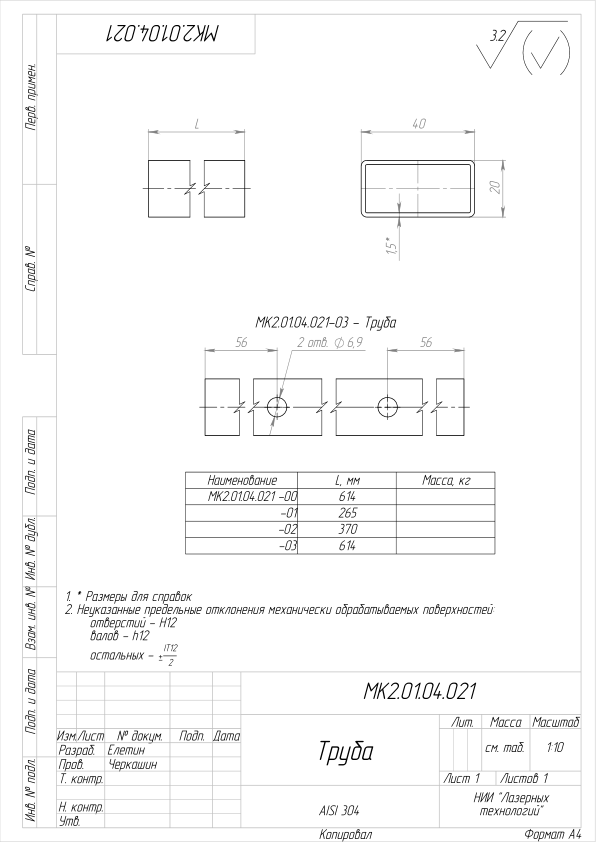 МК2.01.04.021
3.2
L
40
20
1,5*
МК2.01.04.021-03 - Труба
56
2 отв. ∅ 6,9
56
Наименование L, мм Масса, кг
МК2.01.04.021 -00 614
-01 265
-02 370
-03 614
1. * Размеры для справок
2. Неуказанные предельные отклонения механически обрабатываемых поверхностей:
отверстий - H12
валов - h12
остальных - ± IT12/2
Перв. примен.
Справ. №
Подп. и дата
Инв. № дубл.
Взам. инв. №
Подп. и дата
Инв. № подл.
МК2.01.04.021
Лит. Масса Масштаб
Изм. Лист № докум. Подп. Дата
Разраб. Елетин
Пров. Черкашин
Т. контр.
Н. контр.
Утв.
Труба
см. таб. 1:10
Лист 1 Листов 1
AISI 304
НИИ "Лазерных
технологий"
Копировал Формат А4